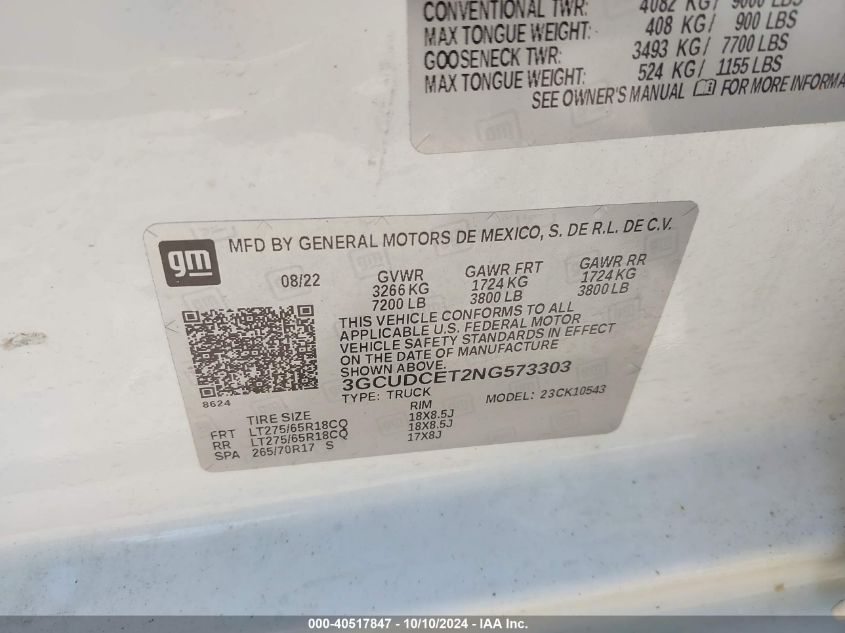 CONVENTIONAL TWR: 4082 KG/ 9000 LBS
MAX TONGUE WEIGHT: 408 KG/ 900 LBS
GOOSENECK TWR: 3493 KG/ 7700 LBS
MAX TONGUE WEIGHT: 524 KG/ 1155 LBS
SEE OWNER'S MANUAL FOR MORE INFORMA
gm
MFD BY GENERAL MOTORS DE MEXICO, S. DE R.L. DE C.V.
08/22 GVWR GAWR FRT GAWR RR
3266 KG 1724 KG 1724 KG
7200 LB 3800 LB 3800 LB
THIS VEHICLE CONFORMS TO ALL
APPLICABLE U.S. FEDERAL MOTOR
VEHICLE SAFETY STANDARDS IN EFFECT
ON THE DATE OF MANUFACTURE
SHOWN ABOVE.
3GCUDCET2NG573303
8624 TYPE: TRUCK MODEL: 23CK10543
TIRE SIZE RIM
FRT LT275/65R18CQ 18X8.5J
RR LT275/65R18CQ 18X8.5J
SPA 265/70R17 S 17X8J
000-40517847 - 10/10/2024 - IAA Inc.